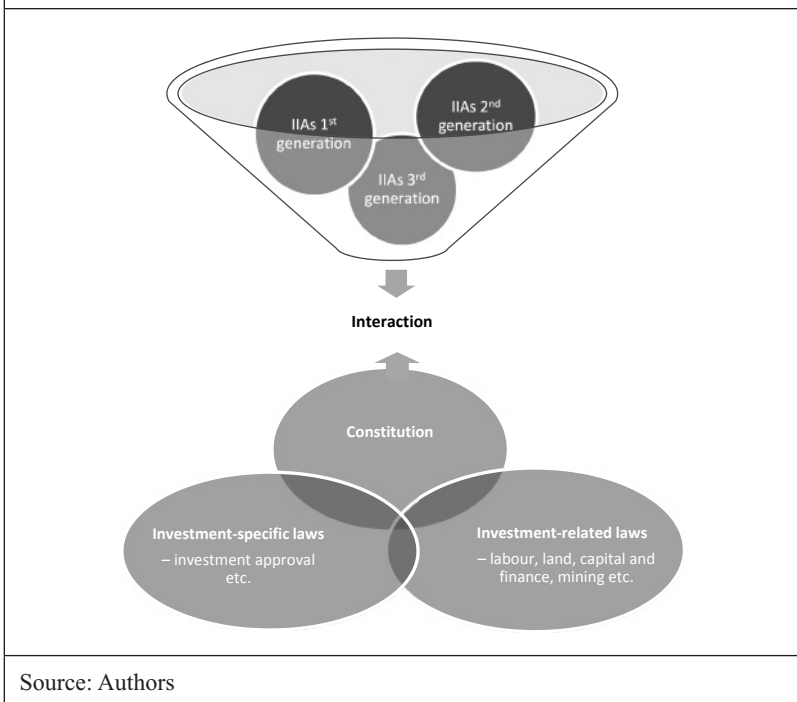 IIAs 1st
generation
IIAs 2nd
generation
IIAs 3rd
generation
Interaction
Constitution
Investment-specific laws
– investment approval
etc.
Investment-related laws
– labour, land, capital and
finance, mining etc.
Source: Authors